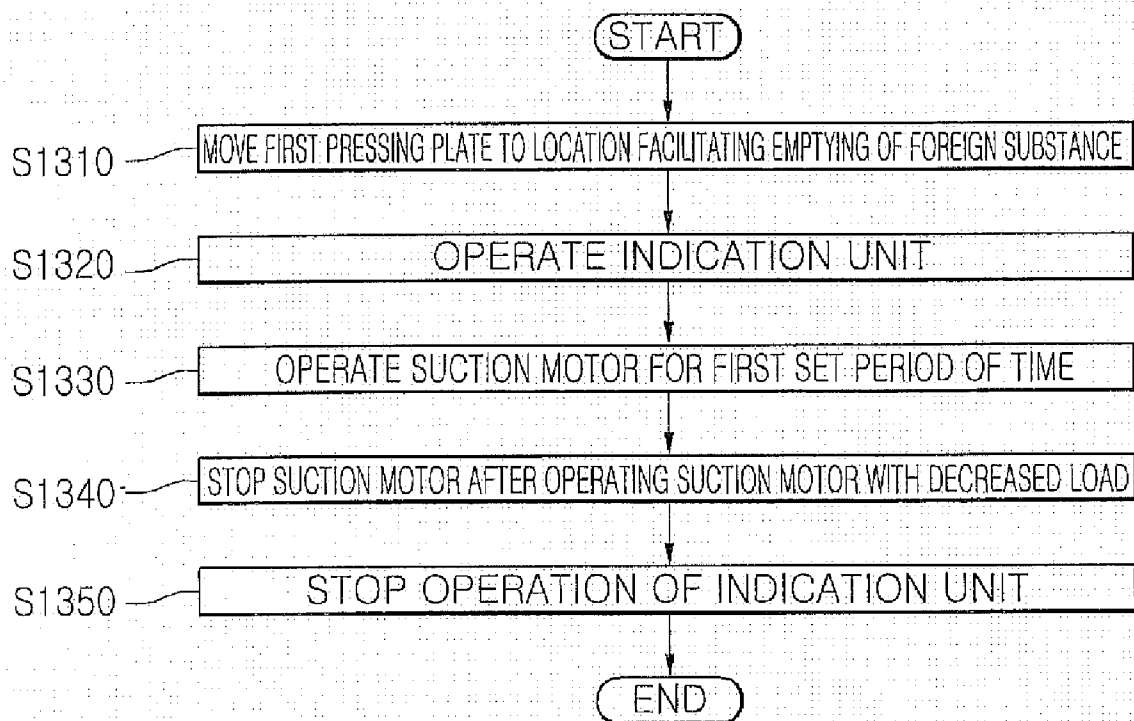 START
S1310 MOVE FIRST PRESSING PLATE TO LOCATION FACILITATING EMPTYING OF FOREIGN SUBSTANCE
S1320 OPERATE INDICATION UNIT
S1330 OPERATE SUCTION MOTOR FOR FIRST SET PERIOD OF TIME
S1340 STOP SUCTION MOTOR AFTER OPERATING SUCTION MOTOR WITH DECREASED LOAD
S1350 STOP OPERATION OF INDICATION UNIT
END